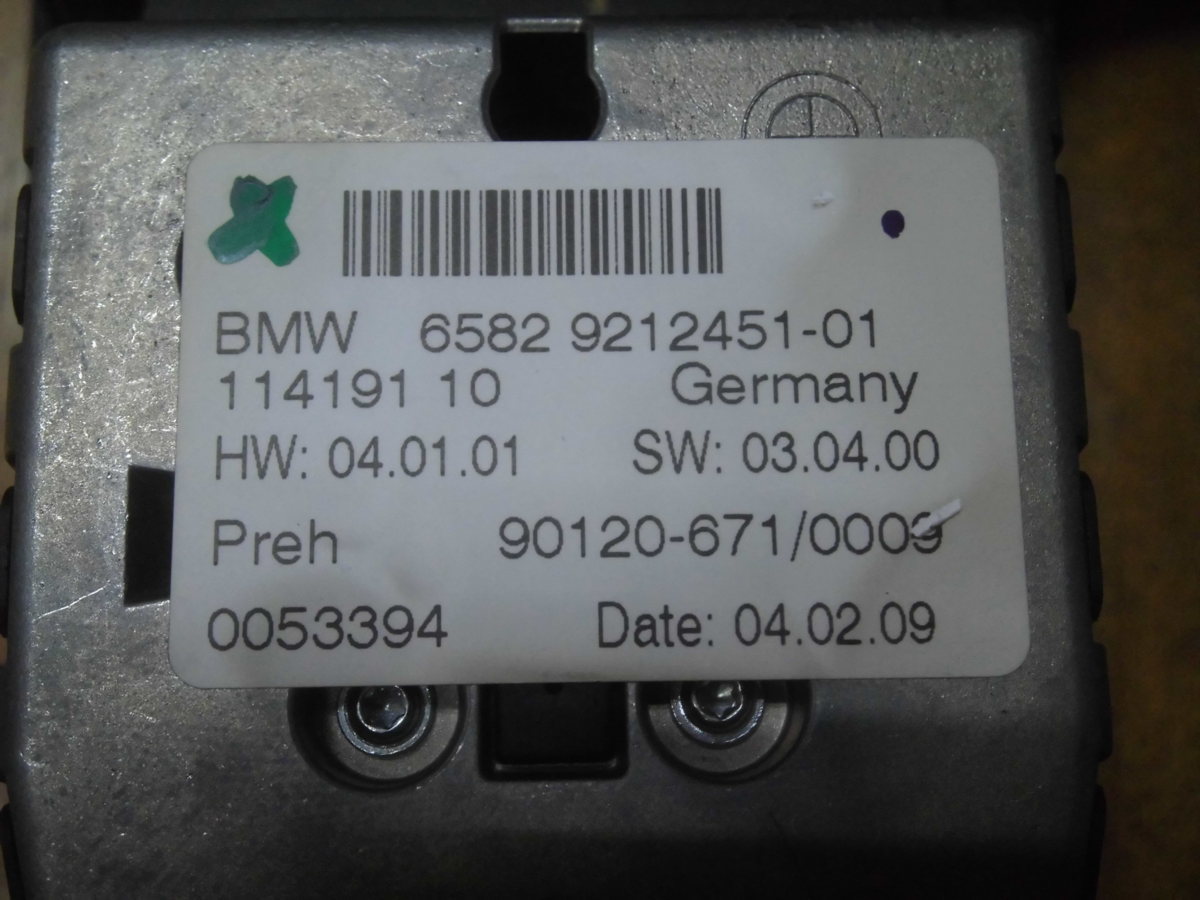 BMW 6582 9212451-01
114191 10 Germany
HW: 04.01.01 SW: 03.04.00
Preh 90120-671/0009
0053394 Date: 04.02.09